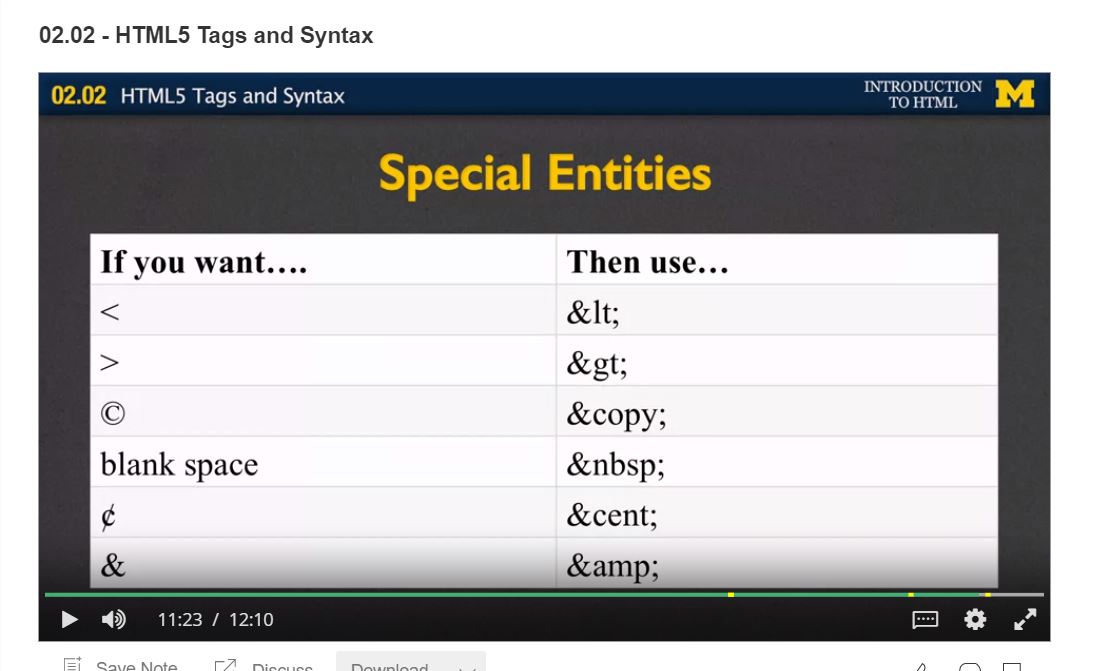 02.02 - HTML5 Tags and Syntax
02.02 HTML5 Tags and Syntax
INTRODUCTION
TO HTML
M
Special Entities
If you want…. Then use…
< &lt;
> &gt;
© &copy;
blank space &nbsp;
¢ &cent;
& &amp;
11:23 / 12:10
Save Note Discuss Download